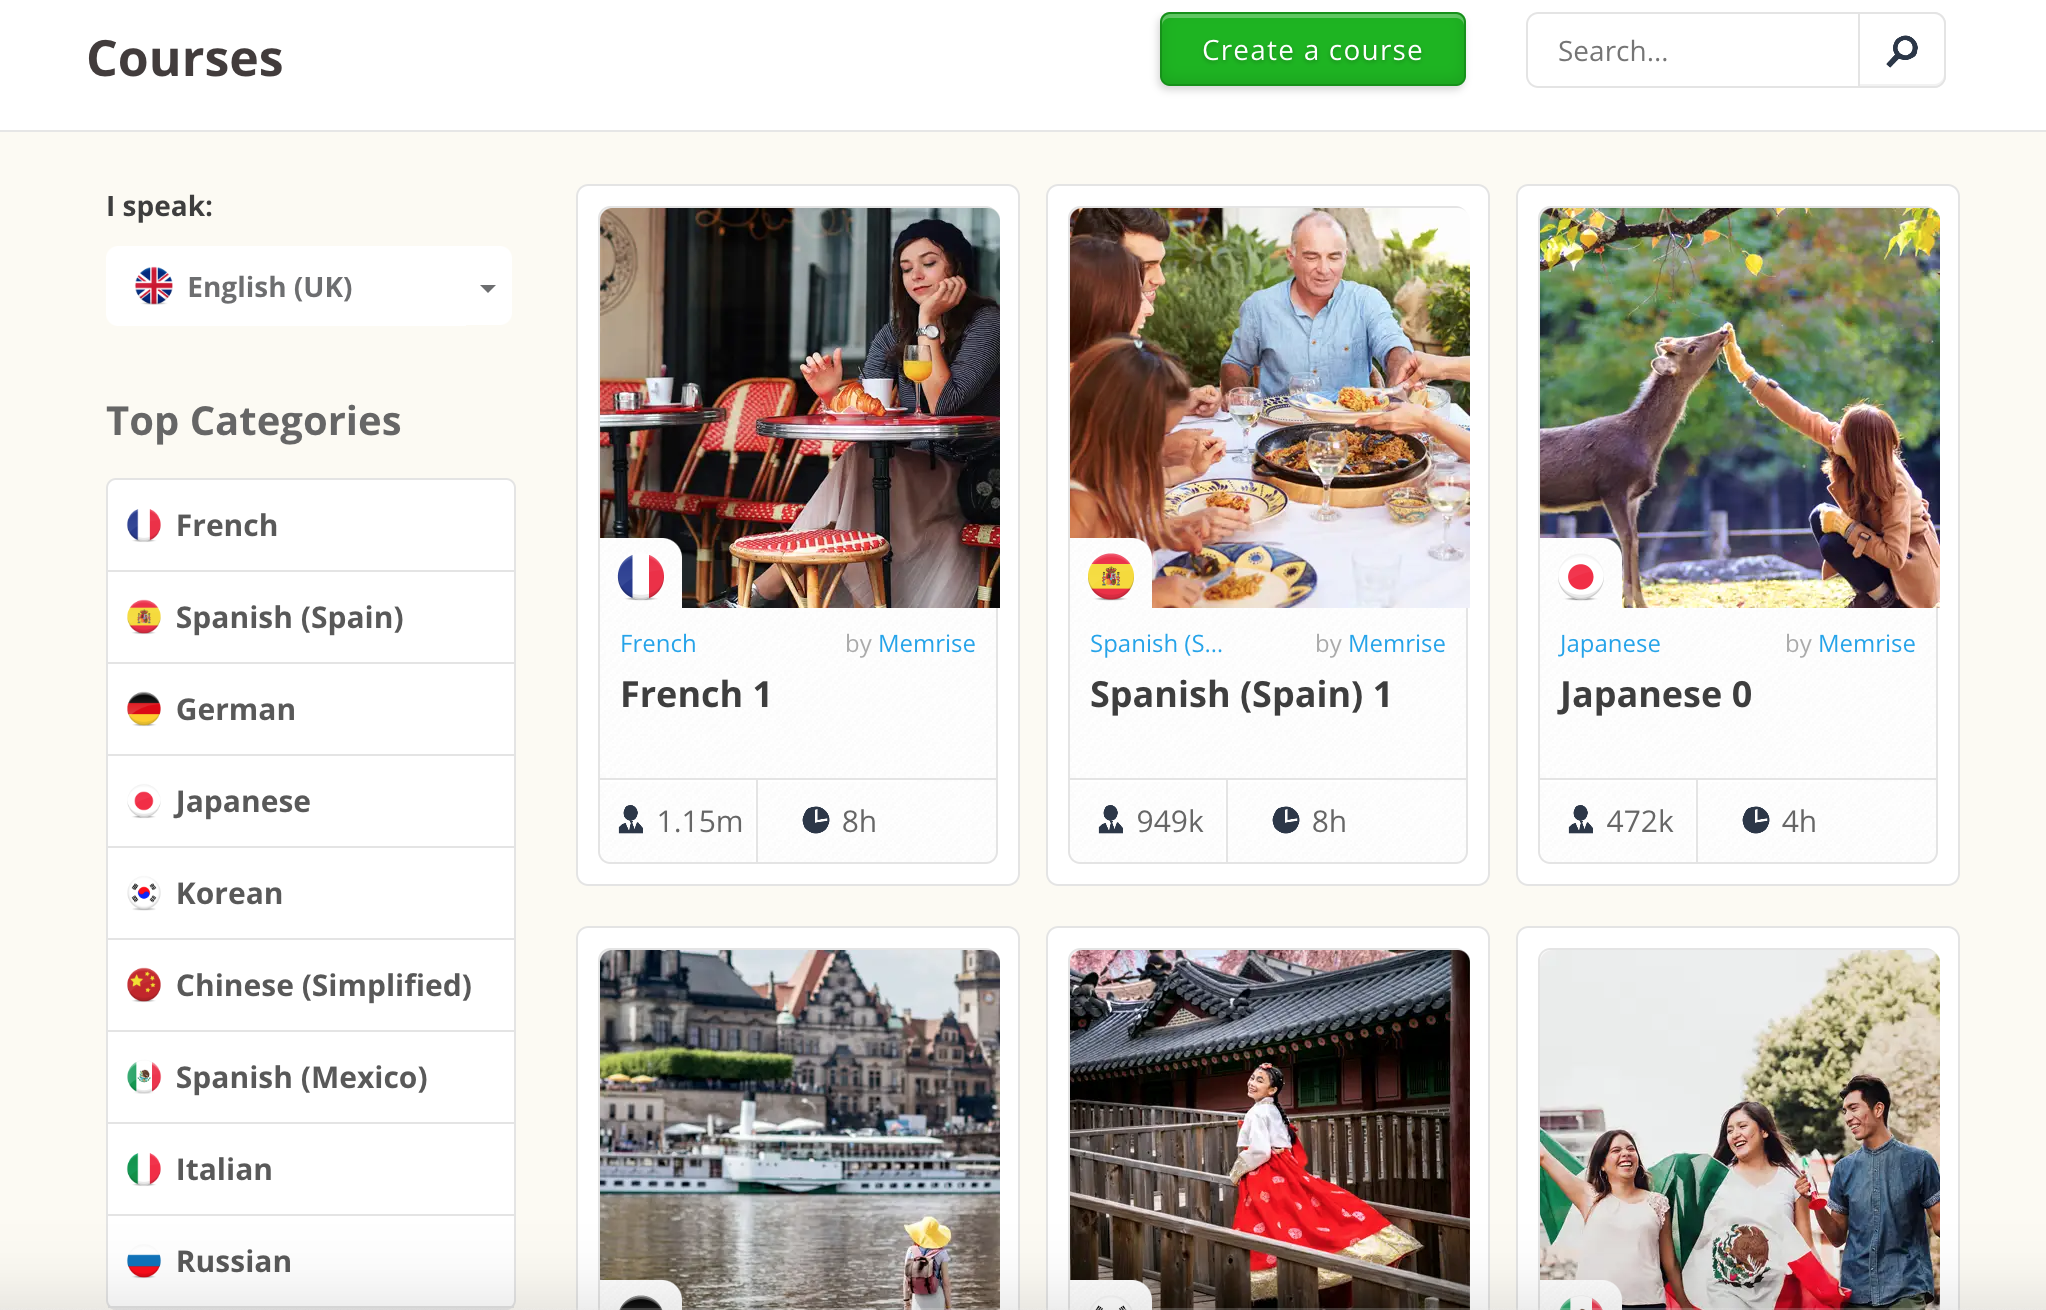 Courses
Create a course
Search...
I speak:
English (UK)
Top Categories
French
Spanish (Spain)
German
Japanese
Korean
Chinese (Simplified)
Spanish (Mexico)
Italian
Russian
French by Memrise
French 1
1.15m 8h
Spanish (S... by Memrise
Spanish (Spain) 1
949k 8h
Japanese by Memrise
Japanese 0
472k 4h